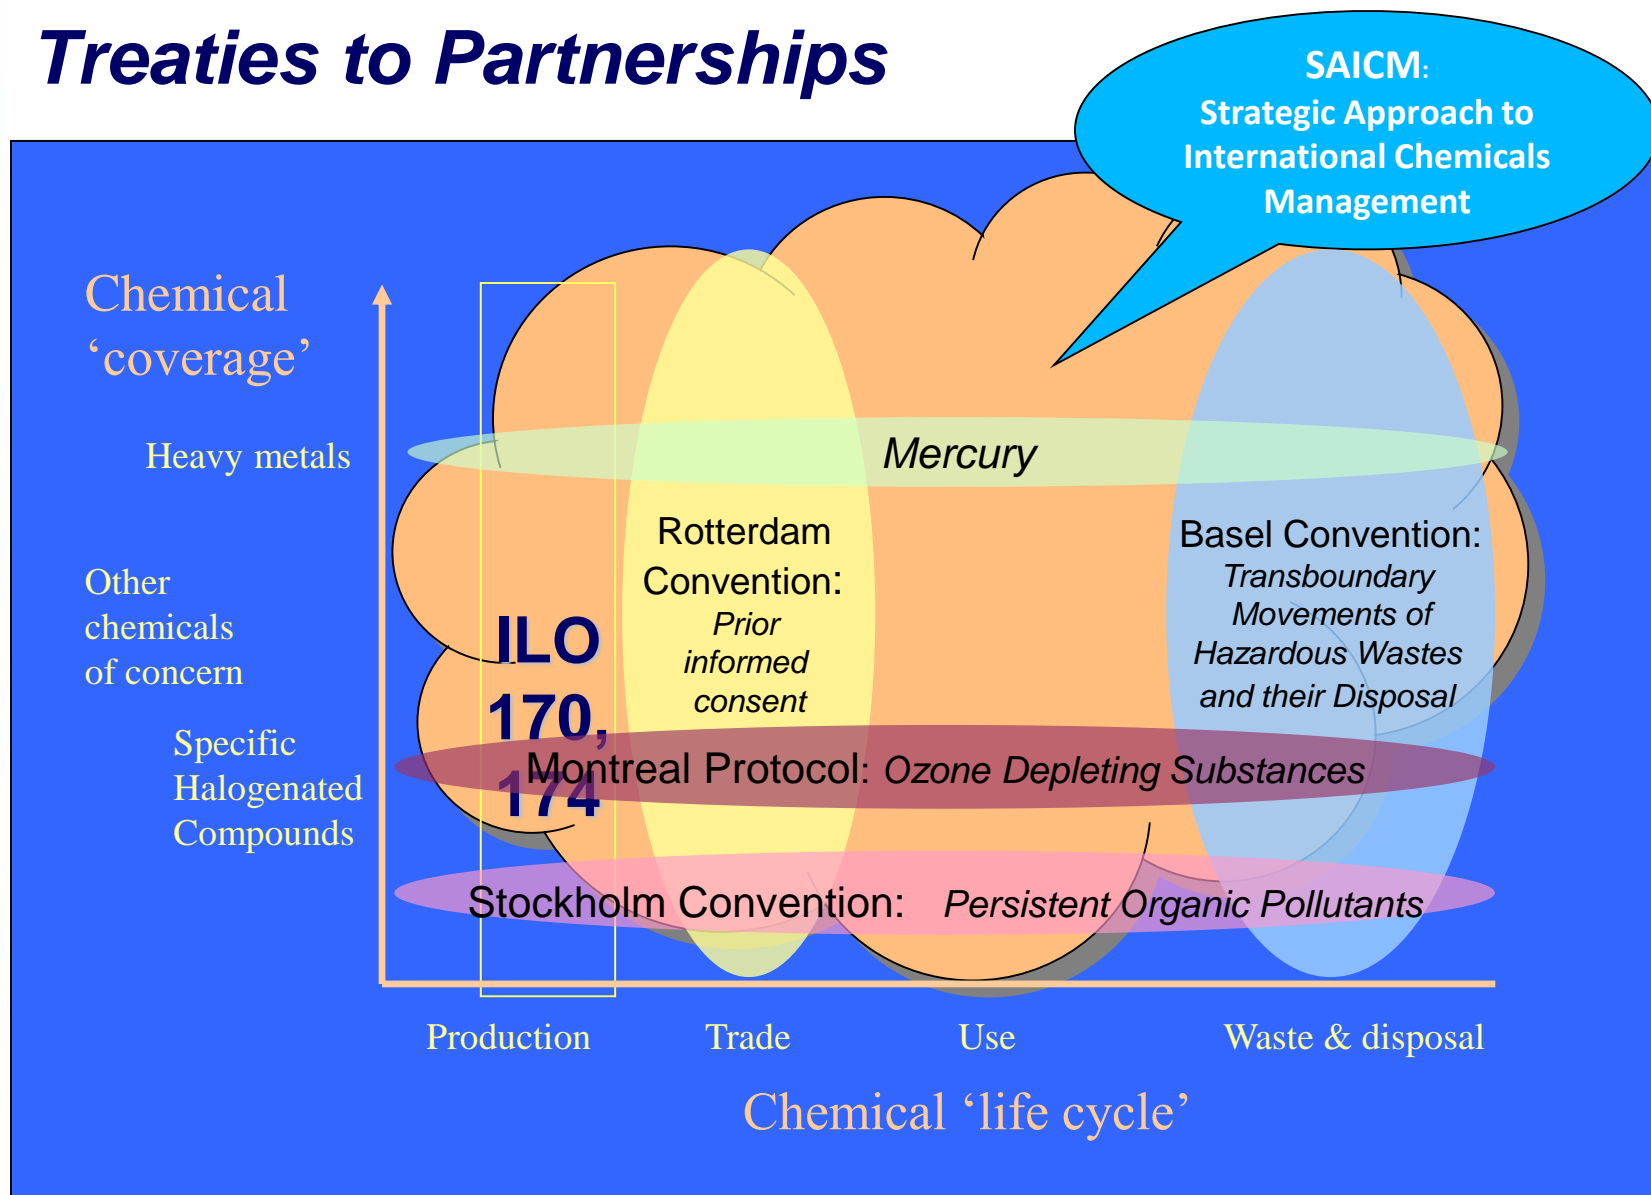 Treaties to Partnerships
SAICM:
Strategic Approach to
International Chemicals
Management
Chemical
‘coverage’
Heavy metals
Other
chemicals
of concern
Specific
Halogenated
Compounds
Mercury
ILO
170,
174
Rotterdam
Convention:
Prior
informed
consent
Basel Convention:
Transboundary
Movements of
Hazardous Wastes
and their Disposal
Montreal Protocol: Ozone Depleting Substances
Stockholm Convention: Persistent Organic Pollutants
Production Trade Use Waste & disposal
Chemical ‘life cycle’